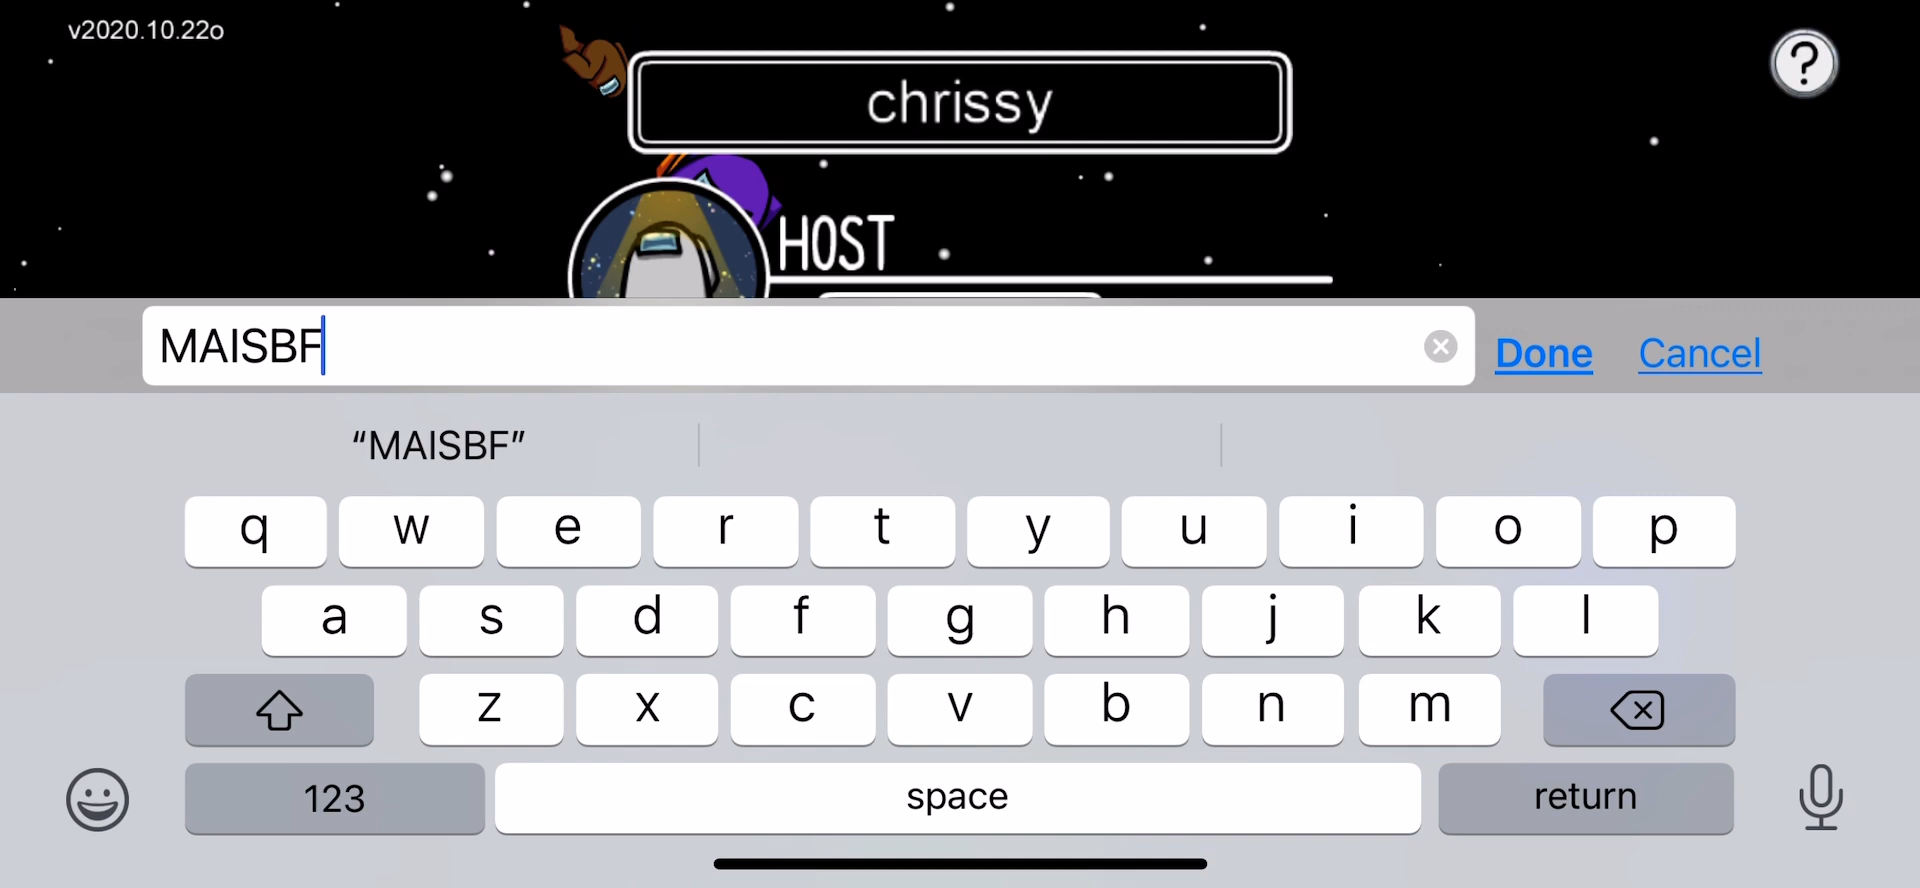 v2020.10.22o
?
chrissy
HOST
MAISBF
Done Cancel
“MAISBF”
q w e r t y u i o p
a s d f g h j k l
z x c v b n m
123 space return